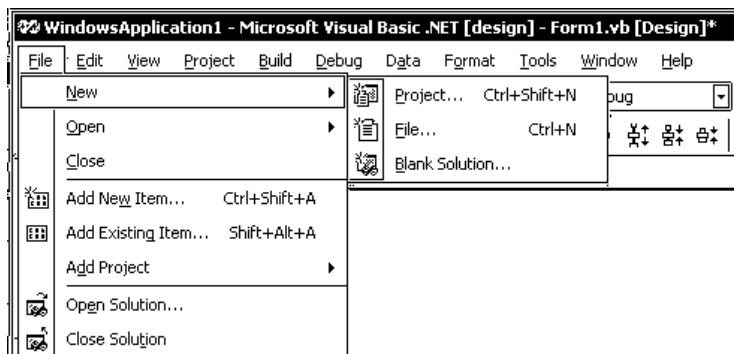 WindowsApplication1 - Microsoft Visual Basic .NET [design] - Form1.vb [Design]*
File Edit View Project Build Debug Data Format Tools Window Help
New
Open
Close
Add New Item... Ctrl+Shift+A
Add Existing Item... Shift+Alt+A
Add Project
Open Solution...
Close Solution
Project... Ctrl+Shift+N
File... Ctrl+N
Blank Solution...
bug